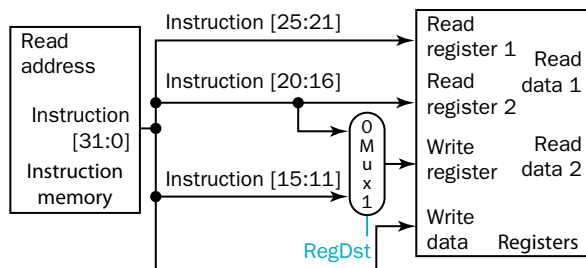 Read
address
Instruction
[31:0]
Instruction
memory
Instruction [25:21]
Instruction [20:16]
Instruction [15:11]
0
M
u
x
1
RegDst
Read
register 1
Read
data 1
Read
register 2
Write
register
Read
data 2
Write
data
Registers